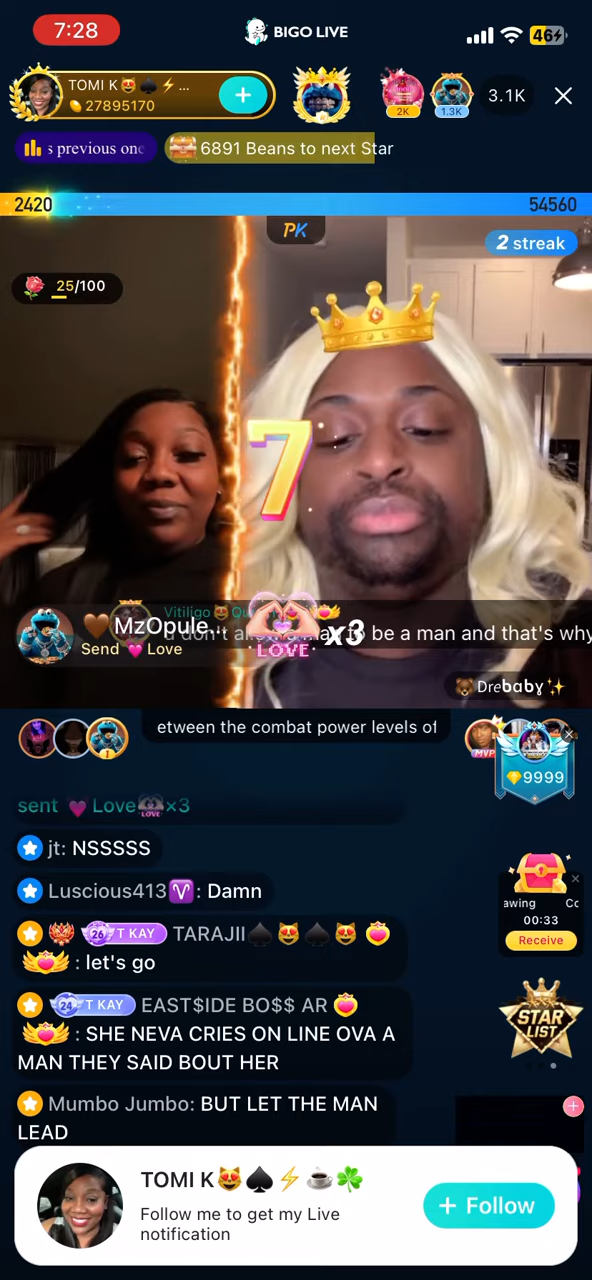 7:28
BIGO LIVE
46
TOMI K😻♠️⚡ ...
27895170
2K
1.3K
3.1K
s previous one
6891 Beans to next Star
2420
54560
PK
2 streak
25/100
7
Vitiligo
MzOpule...
be a man and that's why
Send 💗Love
LOVE
x3
🐻 Drebaby✨
etween the combat power levels of
MVP
9999
sent 💗Love x3
LOVE
jt: NSSSSS
Luscious413♈: Damn
26 T KAY TARAJII♠️😻♠️😻
: let's go
24 T KAY EAST$IDE BO$$ AR
: SHE NEVA CRIES ON LINE OVA A
MAN THEY SAID BOUT HER
Mumbo Jumbo: BUT LET THE MAN
LEAD
awing
00:33
Receive
STAR
LIST
TOMI K😻♠️⚡☕☘️
Follow me to get my Live
notification
+ Follow